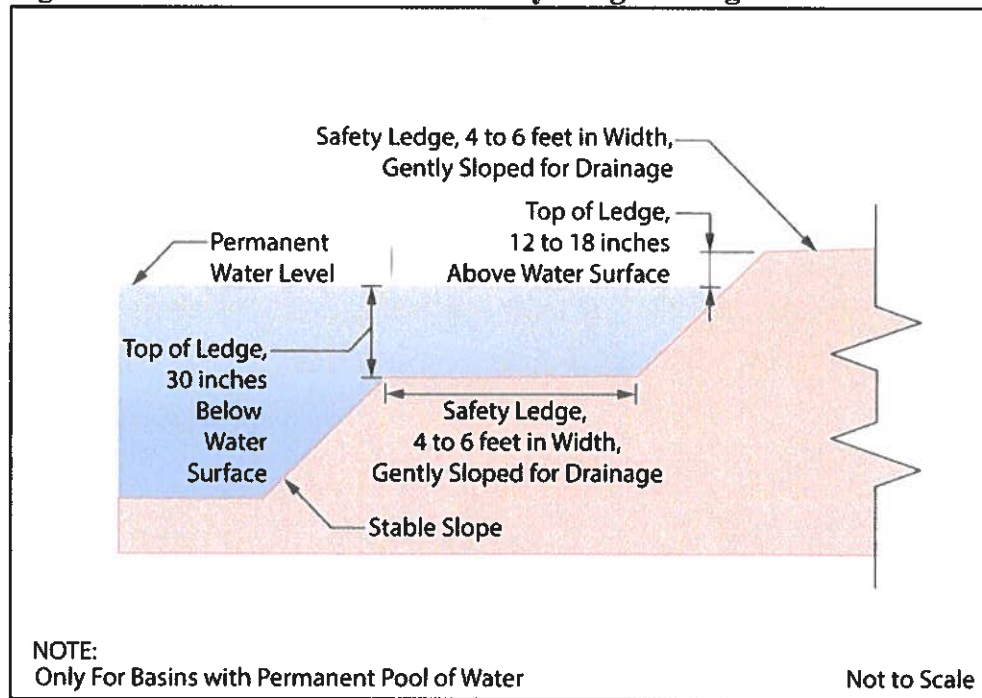 Safety Ledge, 4 to 6 feet in Width,
Gently Sloped for Drainage
Top of Ledge,
12 to 18 inches
Above Water Surface
Permanent
Water Level
Top of Ledge,
30 inches
Below
Water
Surface
Safety Ledge,
4 to 6 feet in Width,
Gently Sloped for Drainage
Stable Slope
NOTE:
Only For Basins with Permanent Pool of Water
Not to Scale